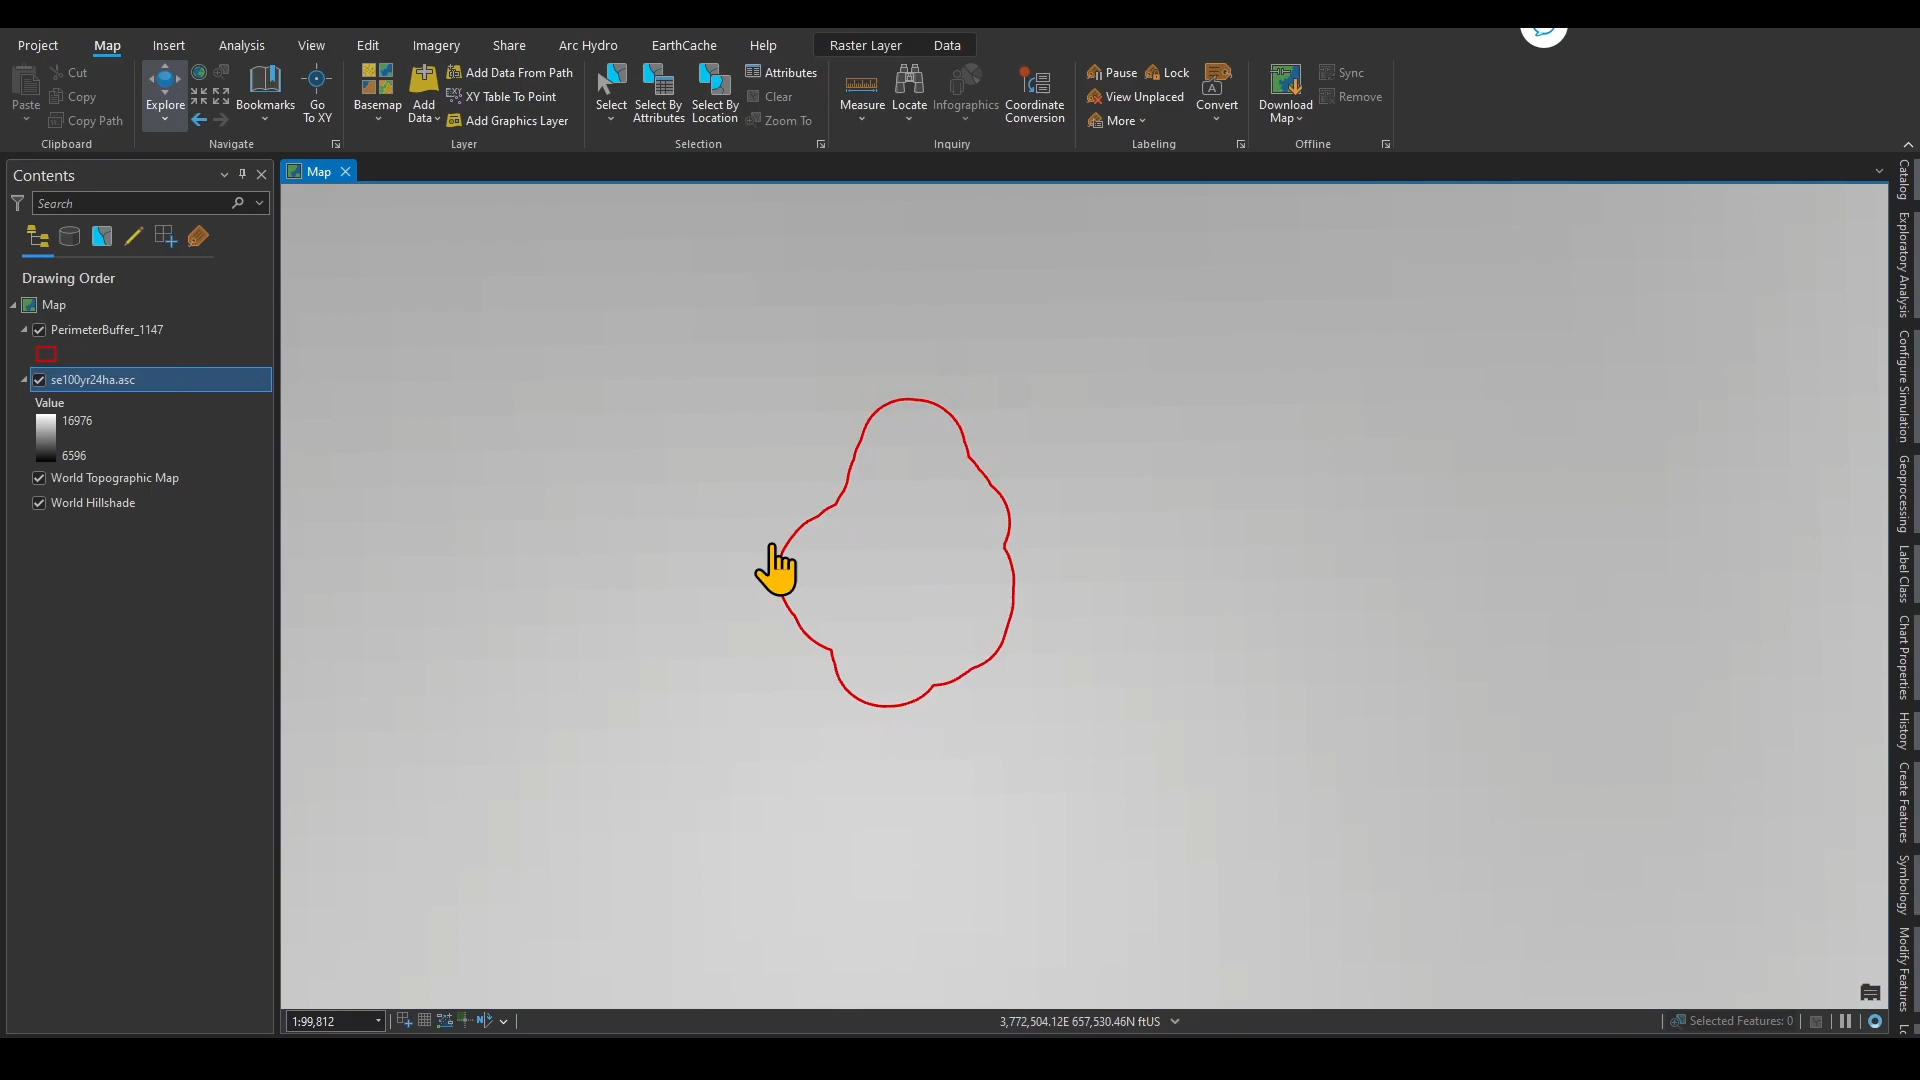 Project Map Insert Analysis View Edit Imagery Share Arc Hydro EarthCache Help Raster Layer Data
Paste
Cut
Copy
Copy Path
Clipboard
Explore
Bookmarks
Go
To XY
Navigate
Basemap
Add
Data
Add Data From Path
XY Table To Point
Add Graphics Layer
Layer
Select
Select By
Attributes
Select By
Location
Attributes
Clear
Zoom To
Selection
Measure
Locate
Infographics
Coordinate
Conversion
Inquiry
Pause Lock
View Unplaced
More
Convert
Labeling
Download
Map
Sync
Remove
Offline
Contents
Search
Drawing Order
Map
PerimeterBuffer_1147
se100yr24ha.asc
Value
16976
6596
World Topographic Map
World Hillshade
Map
1:99,812
3,772,504.12E 657,530.46N ftUS
Selected Features: 0
Catalog
Exploratory Analysis
Configure Simulation
Geoprocessing
Label Class
Chart Properties
History
Create Features
Symbology
Modify Features